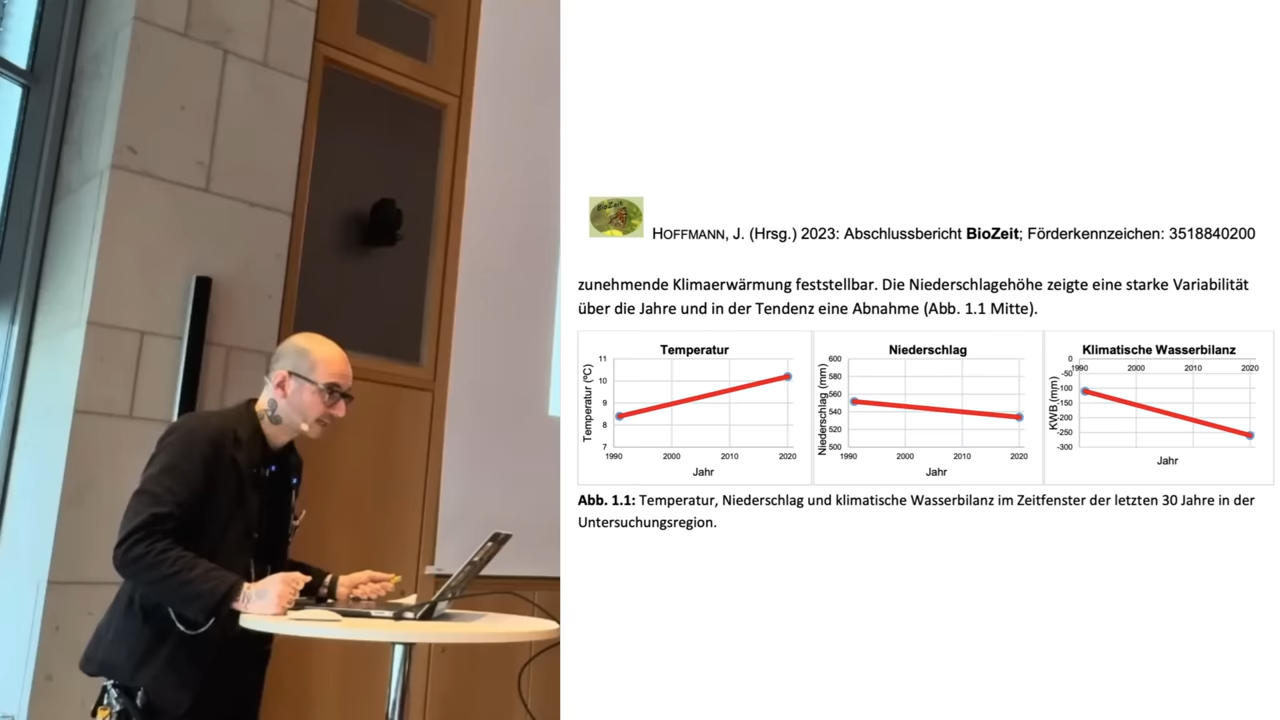 BioZeit
HOFFMANN, J. (Hrsg.) 2023: Abschlussbericht BioZeit; Förderkennzeichen: 3518840200
zunehmende Klimaerwärmung feststellbar. Die Niederschlagehöhe zeigte eine starke Variabilität
über die Jahre und in der Tendenz eine Abnahme (Abb. 1.1 Mitte).
Temperatur
Temperatur (°C)
11
10
9
8
7
1990
2000
2010
2020
Jahr
Niederschlag
Niederschlag (mm)
600
580
560
540
520
500
1990
2000
2010
2020
Jahr
Klimatische Wasserbilanz
KWB (mm)
0
-50
-100
-150
-200
-250
-300
1990
2000
2010
2020
Jahr
Abb. 1.1: Temperatur, Niederschlag und klimatische Wasserbilanz im Zeitfenster der letzten 30 Jahre in der
Untersuchungsregion.